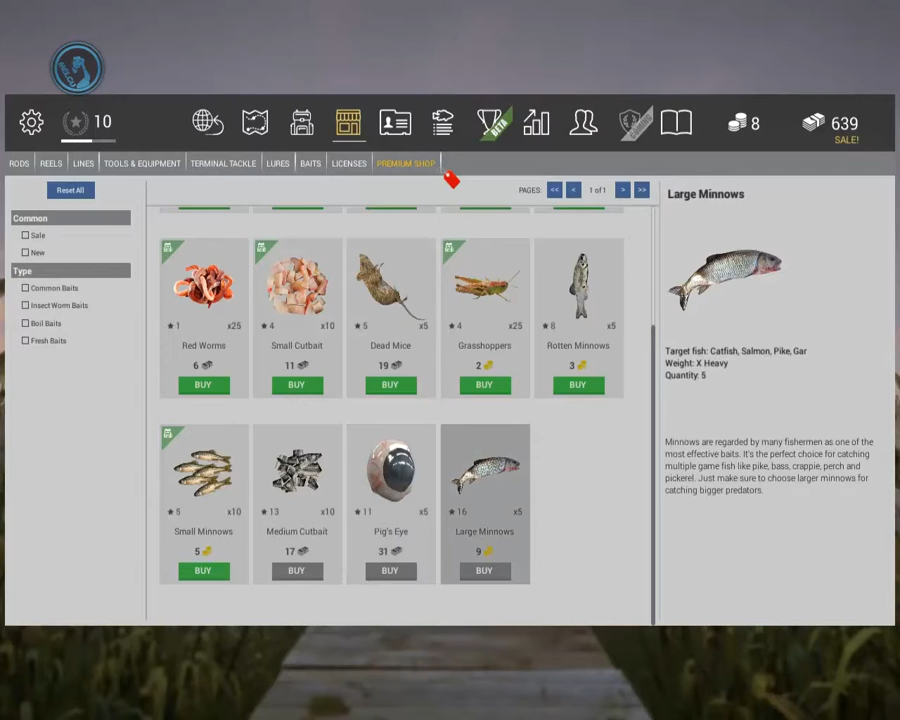 10
BETA
8
639
SALE!
RODS REELS LINES TOOLS & EQUIPMENT TERMINAL TACKLE LURES BAITS LICENSES PREMIUM SHOP
Reset All
PAGES: << < 1 of 1 > >>
Large Minnows
Common
Sale
New
Type
Common Baits
Insect Worm Baits
Boil Baits
Fresh Baits
1 x25
Red Worms
6
BUY
4 x10
Small Cutbait
11
BUY
5 x5
Dead Mice
19
BUY
4 x25
Grasshoppers
2
BUY
8 x5
Rotten Minnows
3
BUY
5 x10
Small Minnows
5
BUY
13 x10
Medium Cutbait
17
BUY
11 x5
Pig's Eye
31
BUY
16 x5
Large Minnows
9
BUY
Target fish: Catfish, Salmon, Pike, Gar
Weight: X Heavy
Quantity: 5
Minnows are regarded by many fishermen as one of the
most effective baits. It's the perfect choice for catching
multiple game fish like pike, bass, crappie, perch and
pickerel. Just make sure to choose larger minnows for
catching bigger predators.